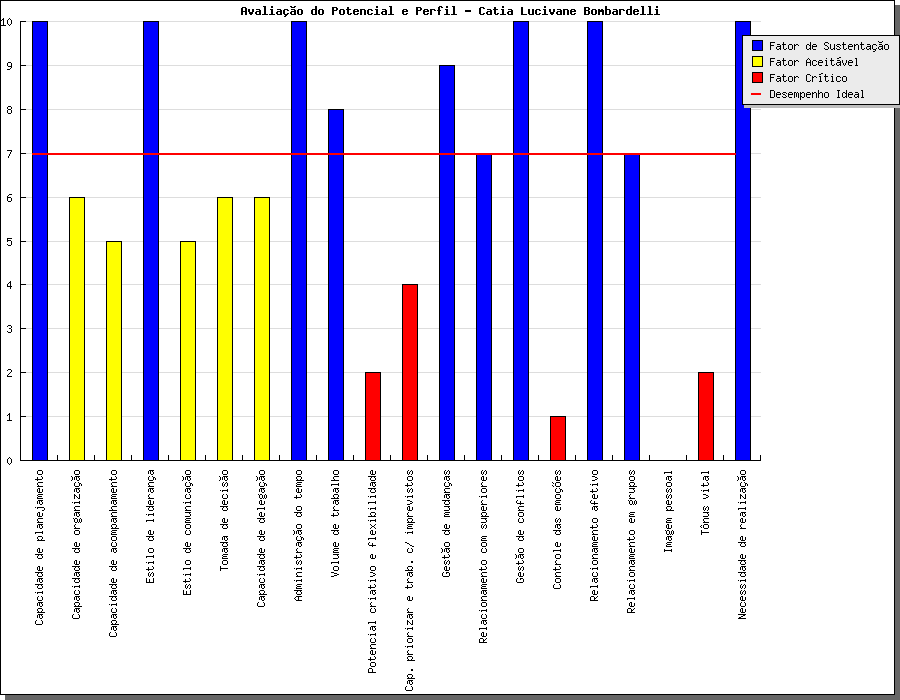 Avaliação do Potencial e Perfil - Catia Lucivane Bombardelli
10
9
8
7
6
5
4
3
2
1
0
Fator de Sustentação
Fator Aceitável
Fator Crítico
Desempenho Ideal
Capacidade de planejamento
Capacidade de organização
Capacidade de acompanhamento
Estilo de liderança
Estilo de comunicação
Tomada de decisão
Capacidade de delegação
Administração do tempo
Volume de trabalho
Potencial criativo e flexibilidade
Cap. priorizar e trab. c/ imprevistos
Gestão de mudanças
Relacionamento com superiores
Gestão de conflitos
Controle das emoções
Relacionamento afetivo
Relacionamento em grupos
Imagem pessoal
Tônus vital
Necessidade de realização